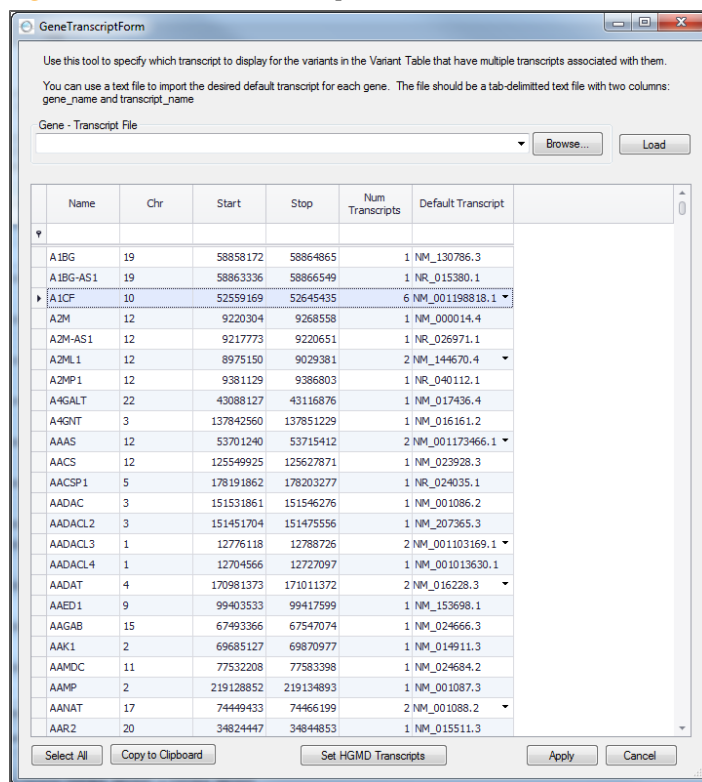 GeneTranscriptForm
Use this tool to specify which transcript to display for the variants in the Variant Table that have multiple transcripts associated with them.
You can use a text file to import the desired default transcript for each gene. The file should be a tab-delimitted text file with two columns:
gene_name and transcript_name
Gene - Transcript File
Browse... Load
Name Chr Start Stop Num Transcripts Default Transcript
A1BG 19 58858172 58864865 1 NM_130786.3
A1BG-AS1 19 58863336 58866549 1 NR_015380.1
A1CF 10 52559169 52645435 6 NM_001198818.1
A2M 12 9220304 9268558 1 NM_000014.4
A2M-AS1 12 9217773 9220651 1 NR_026971.1
A2ML1 12 8975150 9029381 2 NM_144670.4
A2MP1 12 9381129 9386803 1 NR_040112.1
A4GALT 22 43088127 43116876 1 NM_017436.4
A4GNT 3 137842560 137851229 1 NM_016161.2
AAAS 12 53701240 53715412 2 NM_001173466.1
AACS 12 125549925 125627871 1 NM_023928.3
AACSP1 5 178191862 178203277 1 NR_024035.1
AADAC 3 151531861 151546276 1 NM_001086.2
AADACL2 3 151451704 151475556 1 NM_207365.3
AADACL3 1 12776118 12788726 2 NM_001103169.1
AADACL4 1 12704566 12727097 1 NM_001013630.1
AADAT 4 170981373 171011372 2 NM_016228.3
AAED1 9 99403533 99417599 1 NM_153698.1
AAGAB 15 67493366 67547074 1 NM_024666.3
AAK1 2 69685127 69870977 1 NM_014911.3
AAMDC 11 77532208 77583398 1 NM_024684.2
AAMP 2 219128852 219134893 1 NM_001087.3
AANAT 17 74449433 74466199 2 NM_001088.2
AAR2 20 34824447 34844853 1 NM_015511.3
Select All Copy to Clipboard Set HGMD Transcripts Apply Cancel